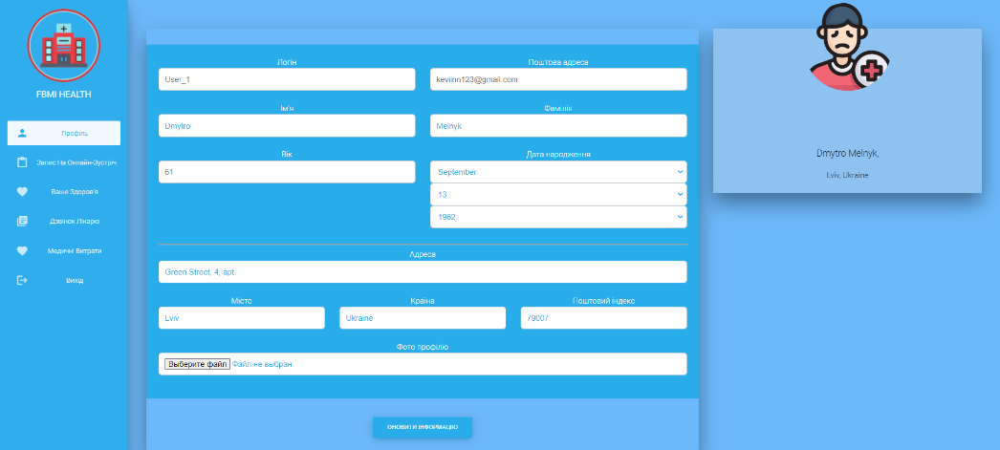 FBMI HEALTH
Профіль
Запис На Онлайн-Зустріч
Ваше Здоров'я
Дзвінок Лікарю
Медичні Витрати
Вихід
Логін
Поштова адреса
User_1
keviinn123@gmail.com
Ім'я
Фамілія
Dmytro
Melnyk
Вік
Дата народження
61
September
13
1962
Адреса
Green Street, 4, apt
Місто
Країна
Поштовий індекс
Lviv
Ukraine
79007
Фото профілю
Выберите файл Файл не выбран
ОНОВИТИ ІНФОРМАЦІЮ
Dmytro Melnyk,
Lviv, Ukraine